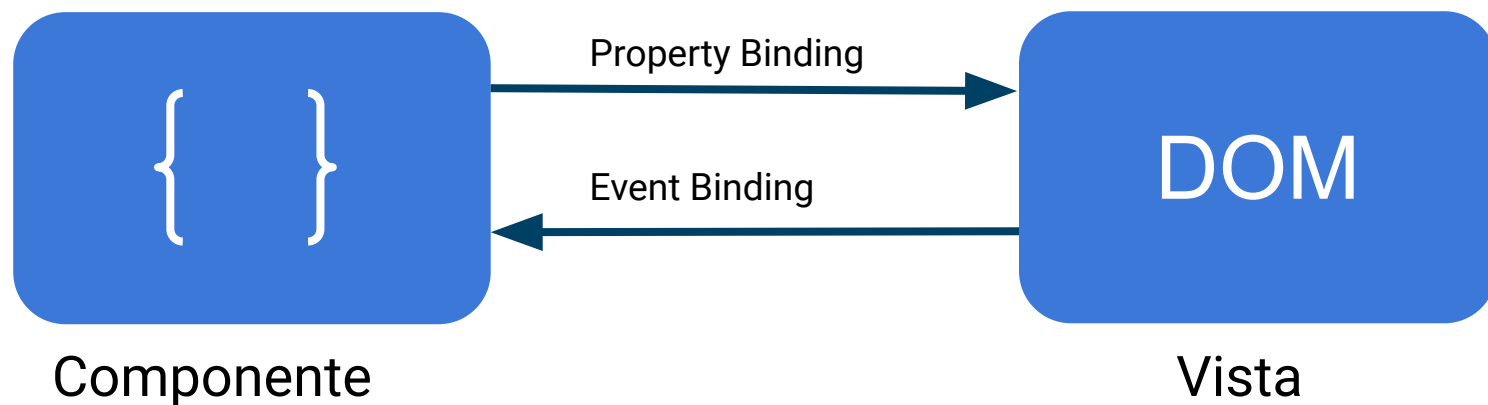 Property Binding
{ }
DOM
Event Binding
Componente
Vista